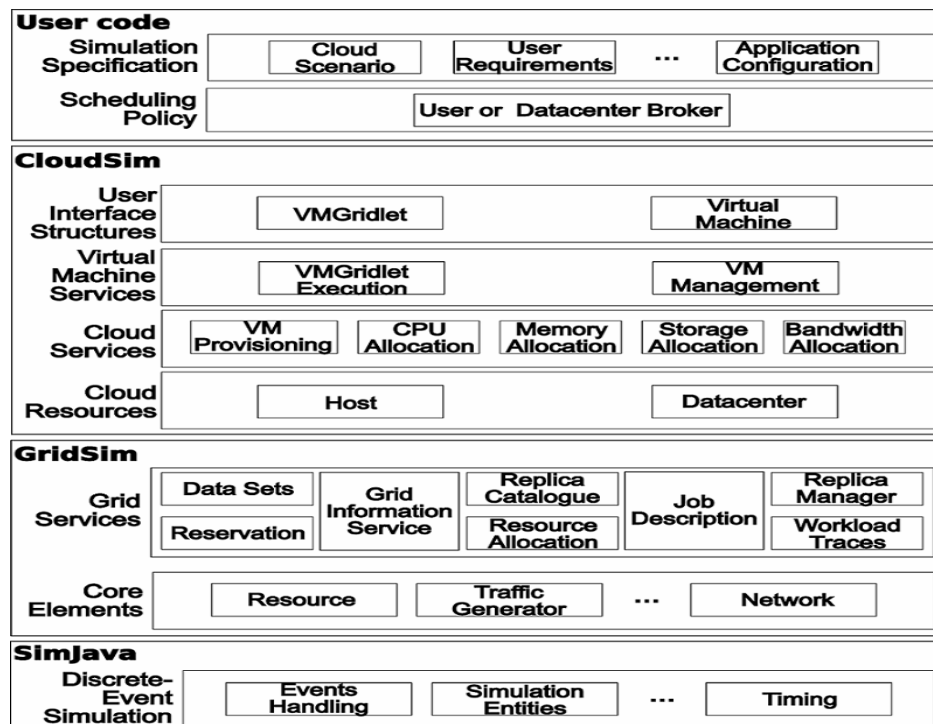 User code
Simulation
Specification
Cloud
Scenario
User
Requirements
...
Application
Configuration
Scheduling
Policy
User or Datacenter Broker
CloudSim
User
Interface
Structures
VMGridlet
Virtual
Machine
Virtual
Machine
Services
VMGridlet
Execution
VM
Management
Cloud
Services
VM
Provisioning
CPU
Allocation
Memory
Allocation
Storage
Allocation
Bandwidth
Allocation
Cloud
Resources
Host
Datacenter
GridSim
Grid
Services
Data Sets
Reservation
Grid
Information
Service
Replica
Catalogue
Resource
Allocation
Job
Description
Replica
Manager
Workload
Traces
Core
Elements
Resource
Traffic
Generator
...
Network
SimJava
Discrete-
Event
Simulation
Events
Handling
Simulation
Entities
...
Timing